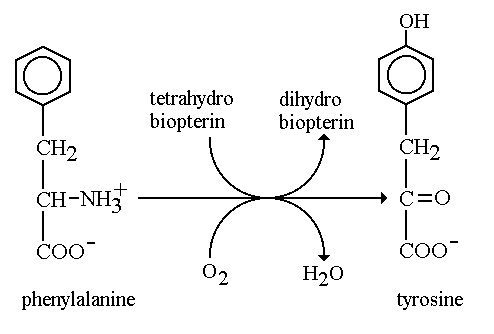 OH
tetrahydro
biopterin
dihydro
biopterin
CH2
CH2
CH-NH3+
C=O
COO-
COO-
O2
H2O
phenylalanine
tyrosine